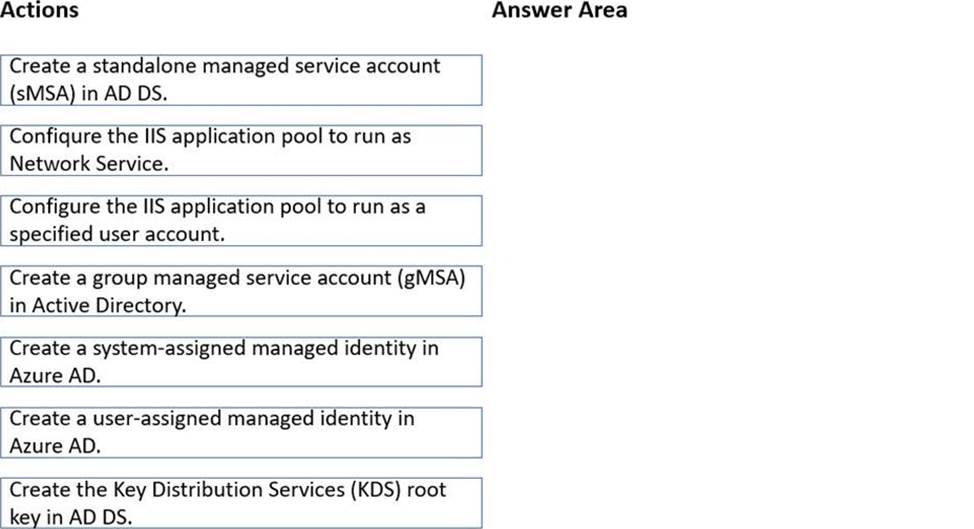 Actions
Answer Area
Create a standalone managed service account
(sMSA) in AD DS.
Confiqure the IIS application pool to run as
Network Service.
Configure the IIS application pool to run as a
specified user account.
Create a group managed service account (gMSA)
in Active Directory.
Create a system-assigned managed identity in
Azure AD.
Create a user-assigned managed identity in
Azure AD.
Create the Key Distribution Services (KDS) root
key in AD DS.